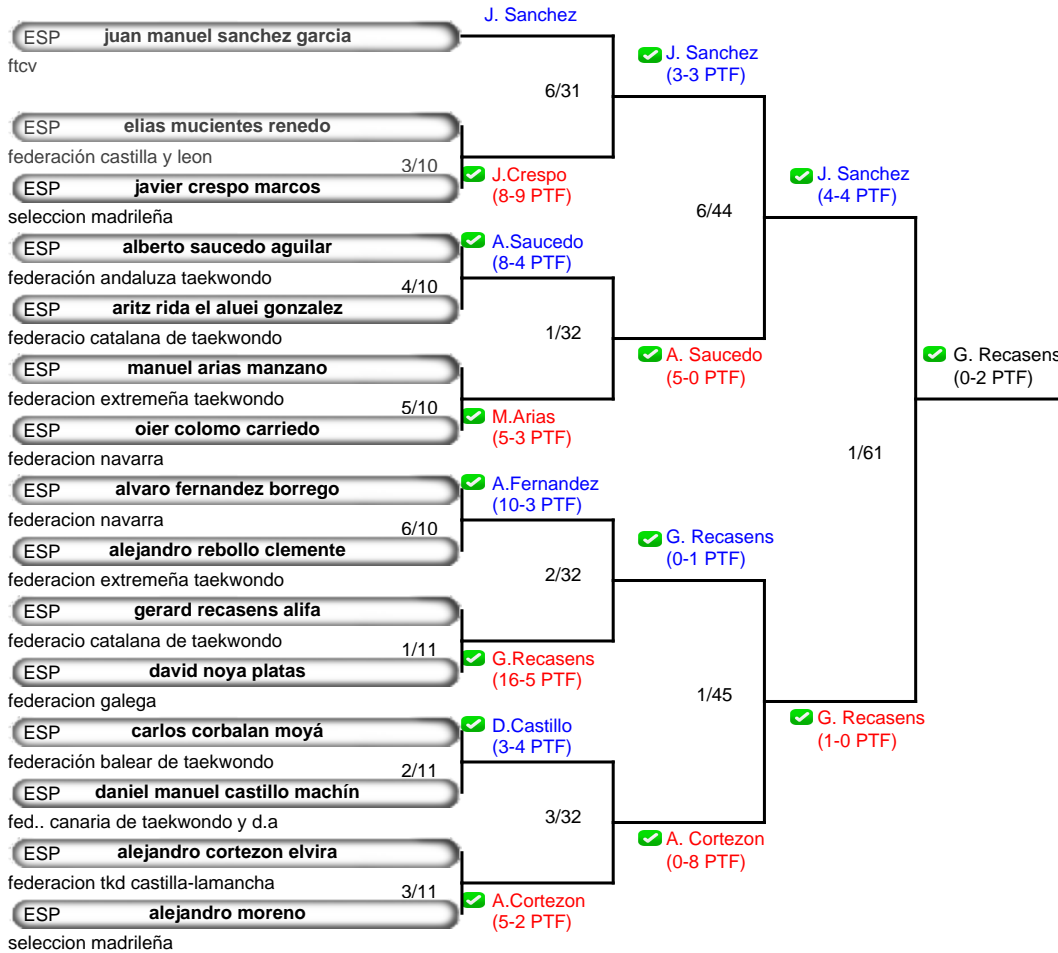 J. Sanchez
ESP juan manuel sanchez garcia
ftcv
J. Sanchez
(3-3 PTF)
6/31
ESP elias mucientes renedo
federación castilla y leon
3/10
J.Crespo
(8-9 PTF)
ESP javier crespo marcos
seleccion madrileña
J. Sanchez
(4-4 PTF)
6/44
ESP alberto saucedo aguilar
A.Saucedo
(8-4 PTF)
federación andaluza taekwondo
4/10
ESP aritz rida el aluei gonzalez
federacio catalana de taekwondo
1/32
A. Saucedo
(5-0 PTF)
G. Recasens
(0-2 PTF)
ESP manuel arias manzano
federación extremeña taekwondo
5/10
M.Arias
(5-3 PTF)
ESP oier colomo carriedo
federacion navarra
1/61
ESP alvaro fernandez borrego
A.Fernandez
(10-3 PTF)
federacion navarra
6/10
G. Recasens
(0-1 PTF)
ESP alejandro rebollo clemente
federacion extremeña taekwondo
2/32
ESP gerard recasens alifa
federacio catalana de taekwondo
1/11
G.Recasens
(16-5 PTF)
ESP david noya platas
federacion galega
1/45
G. Recasens
(1-0 PTF)
ESP carlos corbalan moyá
D.Castillo
(3-4 PTF)
federación balear de taekwondo
2/11
ESP daniel manuel castillo machín
fed.. canaria de taekwondo y d.a
3/32
A. Cortezon
(0-8 PTF)
ESP alejandro cortezon elvira
federacion tkd castilla-lamancha
3/11
A.Cortezon
(5-2 PTF)
ESP alejandro moreno
seleccion madrileña